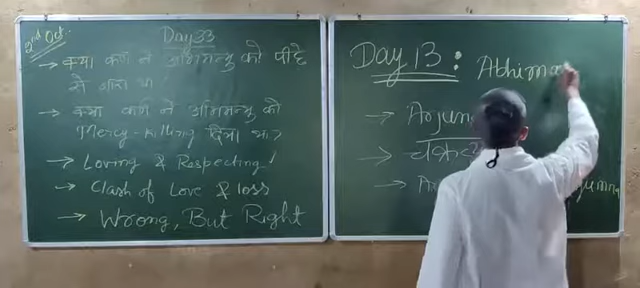 2nd Oct.
Day 33
→ क्या कर्ण ने अभिमन्यु को पीछे
से मारा था
→ क्या कर्ण ने अभिमन्यु को
Mercy-Killing दिया था?
→ Loving & Respecting!
→ Clash of Love & loss
→ Wrong, But Right
Day 13: Abhima
→ Arjun
→
→